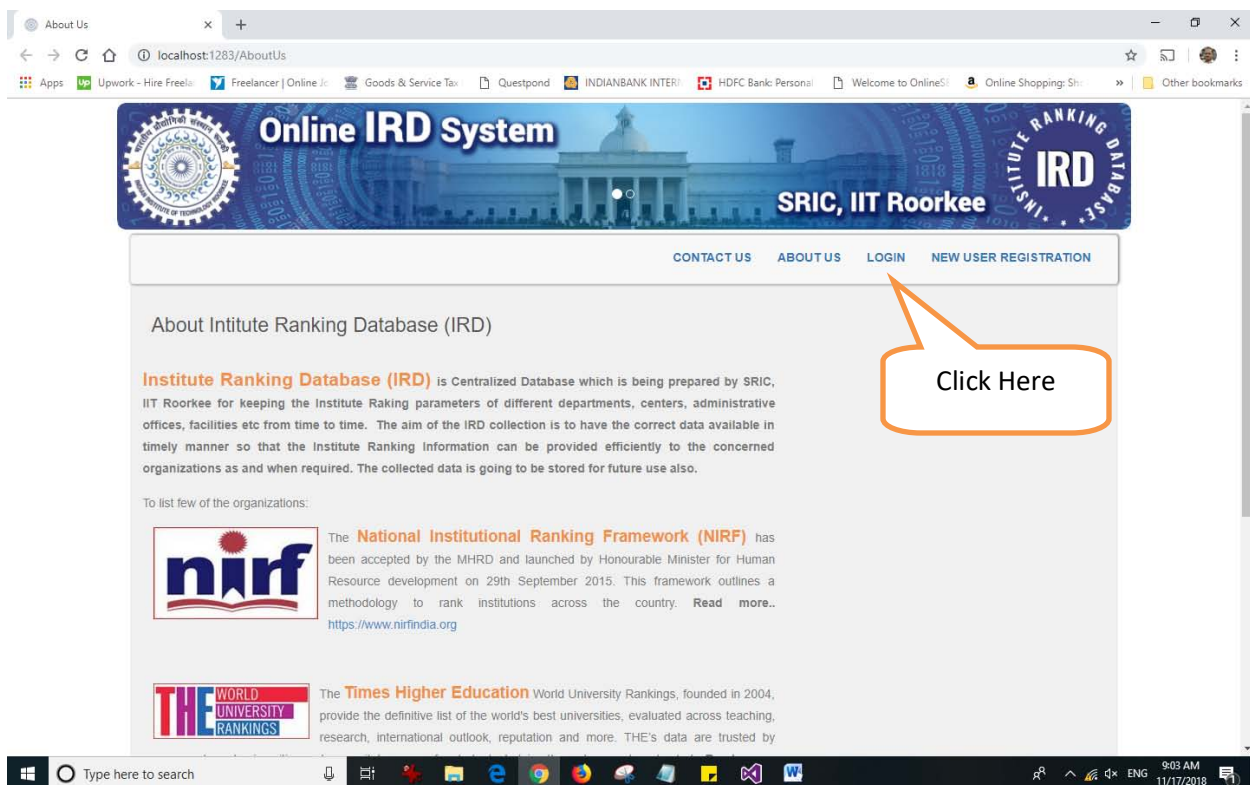 About Us
localhost:1283/AboutUs
Apps Upwork - Hire Freela Freelancer | Online Jo Goods & Service Tax Questpond INDIANBANK INTERN HDFC Bank: Personal Welcome to OnlineS Online Shopping: Sh » Other bookmarks
Online IRD System
SRIC, IIT Roorkee
INSTITUTE RANKING DATABASE
IRD
CONTACT US ABOUT US LOGIN NEW USER REGISTRATION
Click Here
About Intitute Ranking Database (IRD)
Institute Ranking Database (IRD) is Centralized Database which is being prepared by SRIC,
IIT Roorkee for keeping the Institute Raking parameters of different departments, centers, administrative
offices, facilities etc from time to time. The aim of the IRD collection is to have the correct data available in
timely manner so that the Institute Ranking Information can be provided efficiently to the concerned
organizations as and when required. The collected data is going to be stored for future use also.
To list few of the organizations:
nirf
The National Institutional Ranking Framework (NIRF) has
been accepted by the MHRD and launched by Honourable Minister for Human
Resource development on 29th September 2015. This framework outlines a
methodology to rank institutions across the country. Read more..
https://www.nirfindia.org
THE WORLD
UNIVERSITY
RANKINGS
The Times Higher Education World University Rankings, founded in 2004,
provide the definitive list of the world's best universities, evaluated across teaching,
research, international outlook, reputation and more. THE's data are trusted by
Type here to search
ENG
9:03 AM
11/17/2018